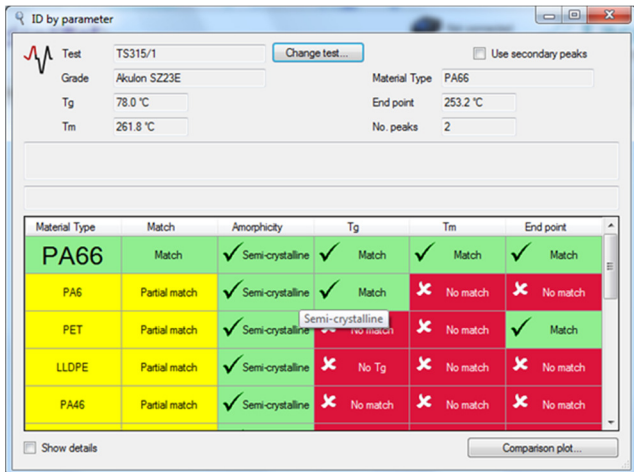 ID by parameter
Test TS315/1 Change test... Use secondary peaks
Grade Akulon SZ23E Material Type PA66
Tg 78.0 °C End point 253.2 °C
Tm 261.8 °C No. peaks 2
Material Type Match Amorphicity Tg Tm End point
PA66 Match Semi-crystalline Match Match Match
PA6 Partial match Semi-crystalline Match No match No match
Semi-crystalline
PET Partial match Semi-crystalline No match No match Match
LLDPE Partial match Semi-crystalline No Tg No match No match
PA46 Partial match Semi-crystalline No match No match No match
Show details Comparison plot...